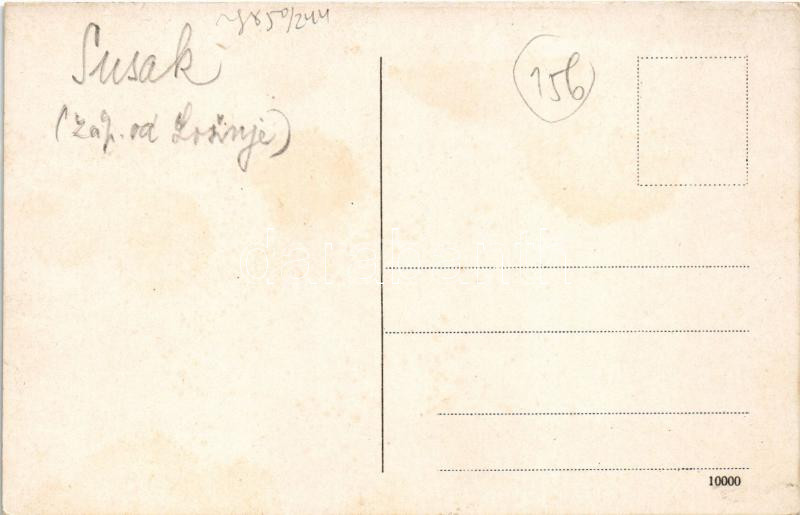 Susak
(zap. od Lošinje)
156
10000